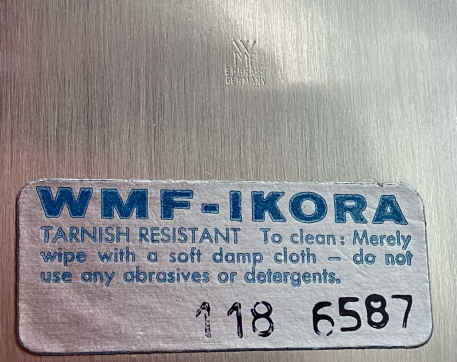 GERMANY
WMF-IKORA
TARNISH RESISTANT To clean: Merely
wipe with a soft damp cloth – do not
use any abrasives or detergents.
118 6587